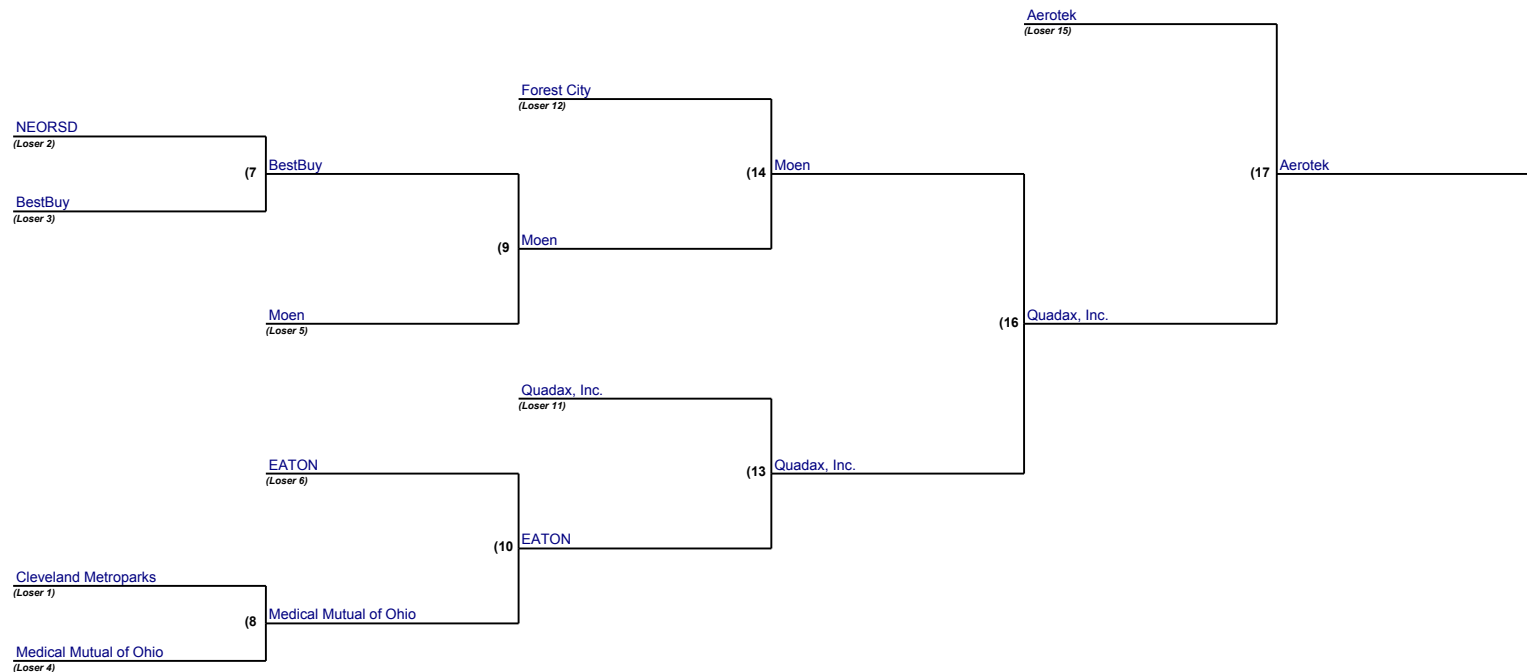 Aerotek
(Loser 15)
Forest City
(Loser 12)
NEORSD
(Loser 2)
(7 BestBuy
(14 Moen
(17 Aerotek
BestBuy
(Loser 3)
(9 Moen
Moen
(Loser 5)
(16 Quadax, Inc.
Quadax, Inc.
(Loser 11)
EATON
(Loser 6)
(13 Quadax, Inc.
(10 EATON
Cleveland Metroparks
(Loser 1)
(8 Medical Mutual of Ohio
Medical Mutual of Ohio
(Loser 4)